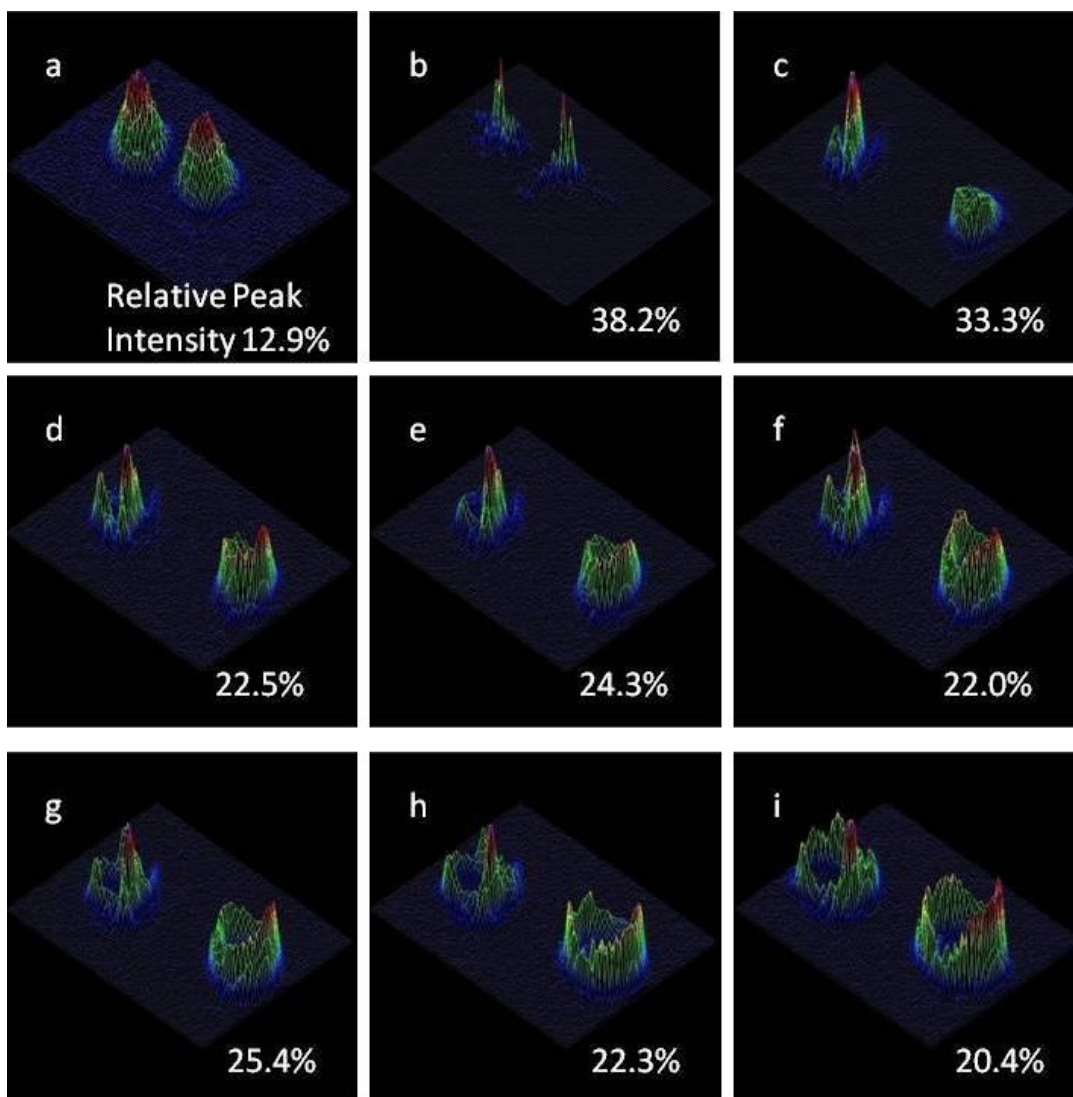 a
Relative Peak
Intensity 12.9%
b
38.2%
c
33.3%
d
22.5%
e
24.3%
f
22.0%
g
25.4%
h
22.3%
i
20.4%